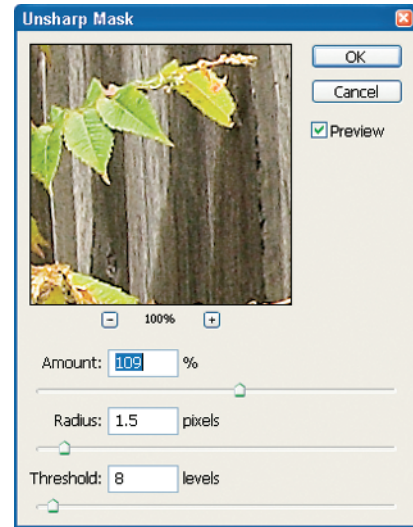 Unsharp Mask
OK
Cancel
Preview
100%
Amount: 109 %
Radius: 1.5 pixels
Threshold: 8 levels